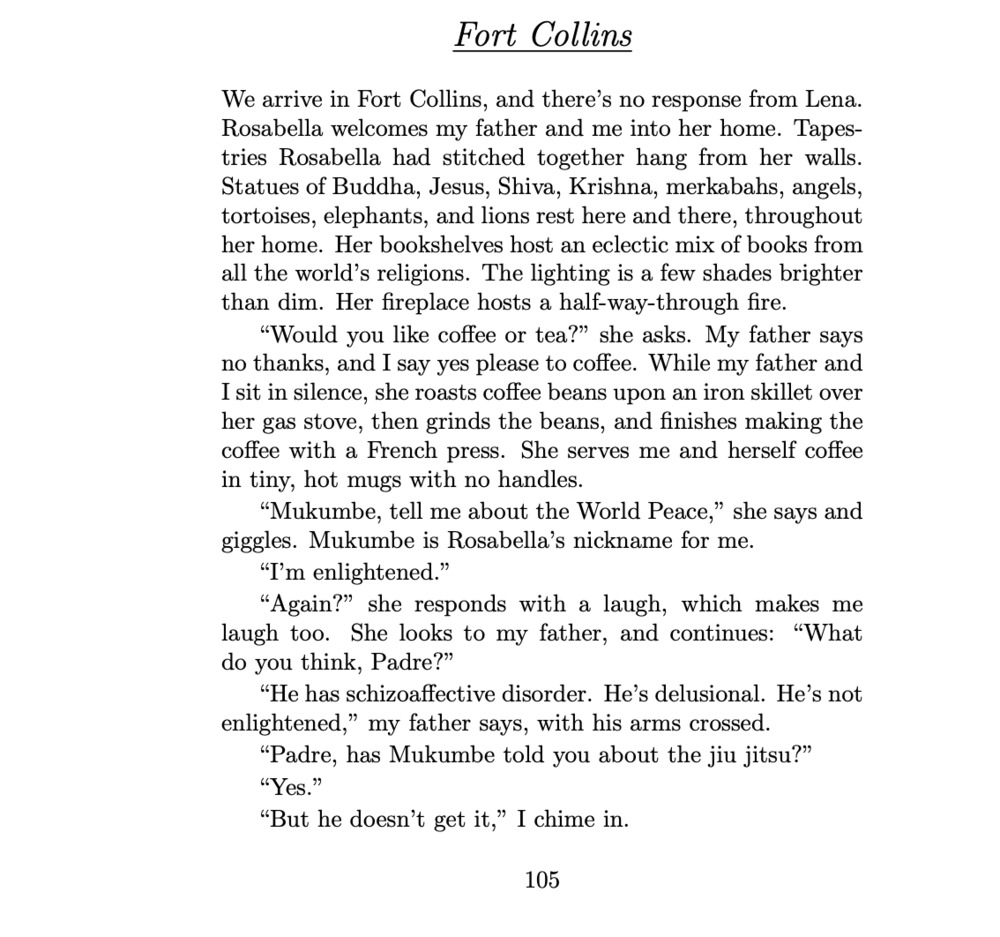 Fort Collins
We arrive in Fort Collins, and there's no response from Lena.
Rosabella welcomes my father and me into her home. Tapes-
tries Rosabella had stitched together hang from her walls.
Statues of Buddha, Jesus, Shiva, Krishna, merkabahs, angels,
tortoises, elephants, and lions rest here and there, throughout
her home. Her bookshelves host an eclectic mix of books from
all the world's religions. The lighting is a few shades brighter
than dim. Her fireplace hosts a half-way-through fire.
“Would you like coffee or tea?” she asks. My father says
no thanks, and I say yes please to coffee. While my father and
I sit in silence, she roasts coffee beans upon an iron skillet over
her gas stove, then grinds the beans, and finishes making the
coffee with a French press. She serves me and herself coffee
in tiny, hot mugs with no handles.
“Mukumbe, tell me about the World Peace,” she says and
giggles. Mukumbe is Rosabella's nickname for me.
“I'm enlightened.”
“Again?” she responds with a laugh, which makes me
laugh too. She looks to my father, and continues: “What
do you think, Padre?”
“He has schizoaffective disorder. He's delusional. He's not
enlightened,” my father says, with his arms crossed.
“Padre, has Mukumbe told you about the jiu jitsu?”
“Yes.”
“But he doesn't get it,” I chime in.
105